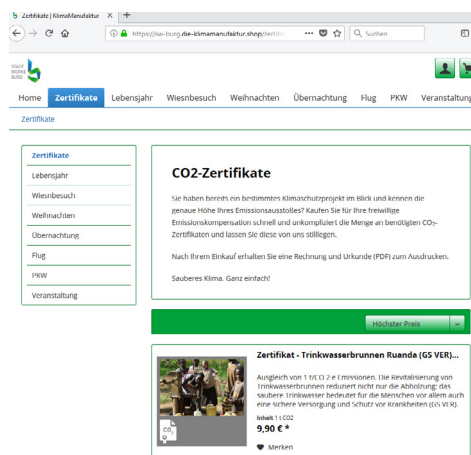 Zertifikate | KlimaManufaktur
https://sw-burg.die-klimamanufaktur.shop/zertifi
Suchen
STADT
WERKE
BURG
Home Zertifikate Lebensjahr Wiesnbesuch Weihnachten Übernachtung Flug PKW Veranstaltung
Zertifikate
Zertifikate
Lebensjahr
Wiesnbesuch
Weihnachten
Übernachtung
Flug
PKW
Veranstaltung
CO2-Zertifikate
Sie haben bereits ein bestimmtes Klimaschutzprojekt im Blick und kennen die
genaue Höhe Ihres Emissionsausstoßes? Kaufen Sie für Ihre freiwillige
Emissionskompensation schnell und unkompliziert die Menge an benötigten CO₂-
Zertifikaten und lassen Sie diese von uns stilllegen.
Nach Ihrem Einkauf erhalten Sie eine Rechnung und Urkunde (PDF) zum Ausdrucken.
Sauberes Klima. Ganz einfach!
Höchster Preis
Zertifikat - Trinkwasserbrunnen Ruanda (GS VER)...
Ausgleich von 1 t/CO 2 e Emissionen. Die Revitalisierung von
Trinkwasserbrunnen reduziert nicht nur die Abholzung: das
saubere Trinkwasser bedeutet für die Menschen vor allem auch
eine sichere Versorgung und Schutz vor Krankheiten (GS VER).
Inhalt 1 t CO2
9,90 € *
Merken
CO₂